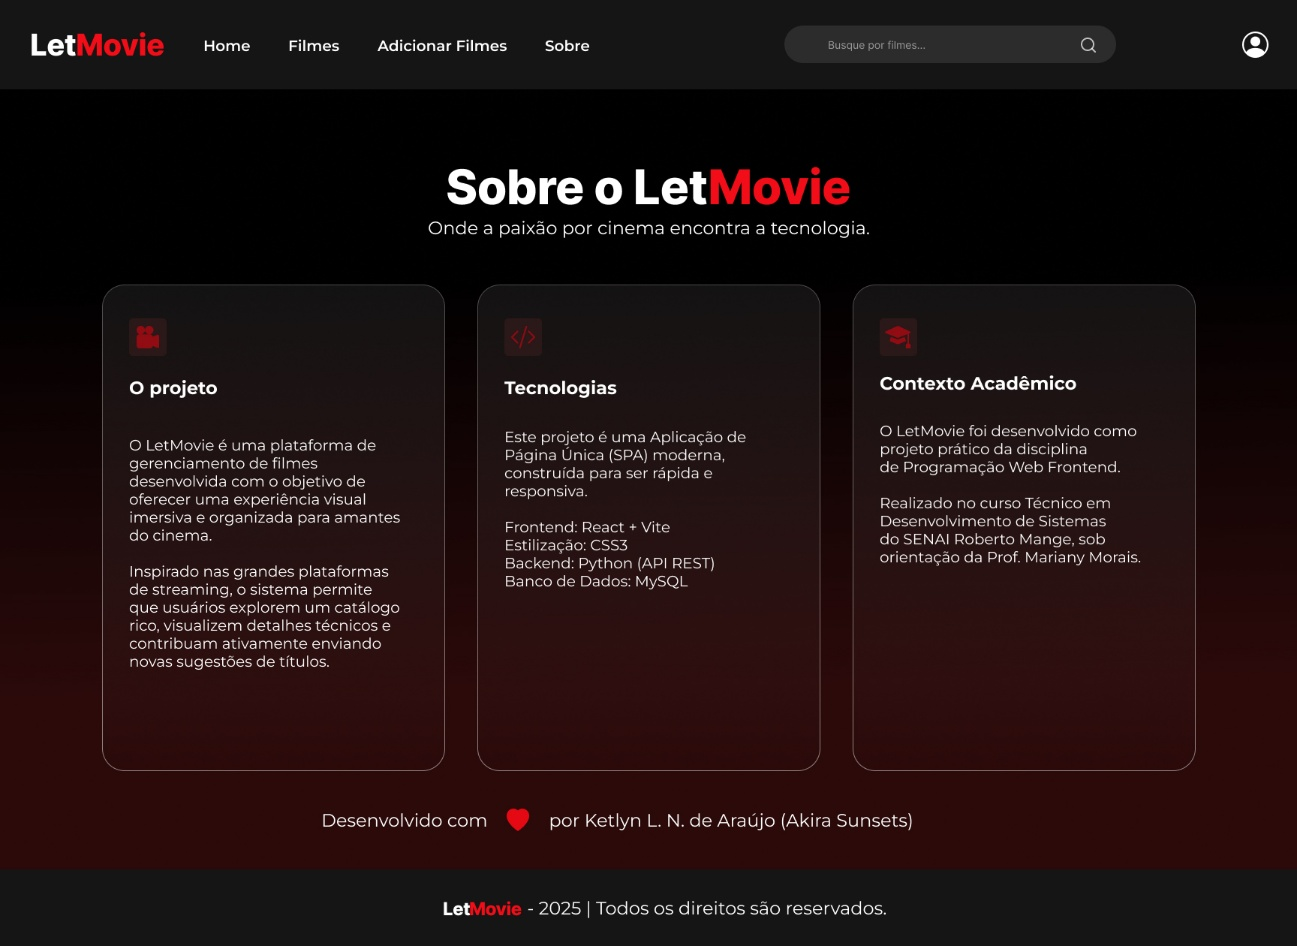 LetMovie Home Filmes Adicionar Filmes Sobre Busque por filmes...
Sobre o LetMovie
Onde a paixão por cinema encontra a tecnologia.
O projeto
O LetMovie é uma plataforma de
gerenciamento de filmes
desenvolvida com o objetivo de
oferecer uma experiência visual
imersiva e organizada para amantes
do cinema.
Inspirado nas grandes plataformas
de streaming, o sistema permite
que usuários explorem um catálogo
rico, visualizem detalhes técnicos e
contribuam ativamente enviando
novas sugestões de títulos.
</>
Tecnologias
Este projeto é uma Aplicação de
Página Única (SPA) moderna,
construída para ser rápida e
responsiva.
Frontend: React + Vite
Estilização: CSS3
Backend: Python (API REST)
Banco de Dados: MySQL
Contexto Acadêmico
O LetMovie foi desenvolvido como
projeto prático da disciplina
de Programação Web Frontend.
Realizado no curso Técnico em
Desenvolvimento de Sistemas
do SENAI Roberto Mange, sob
orientação da Prof. Mariany Morais.
Desenvolvido com por Ketlyn L. N. de Araújo (Akira Sunsets)
LetMovie - 2025 | Todos os direitos são reservados.